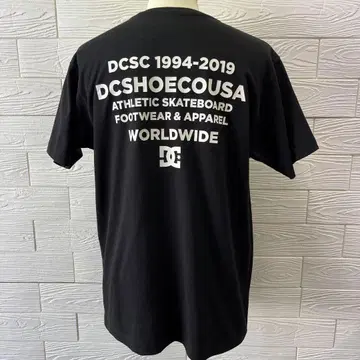 DCSC 1994-2019
DCSHOECOUSA
ATHLETIC SKATEBOARD
FOOTWEAR & APPAREL
WORLDWIDE
DC